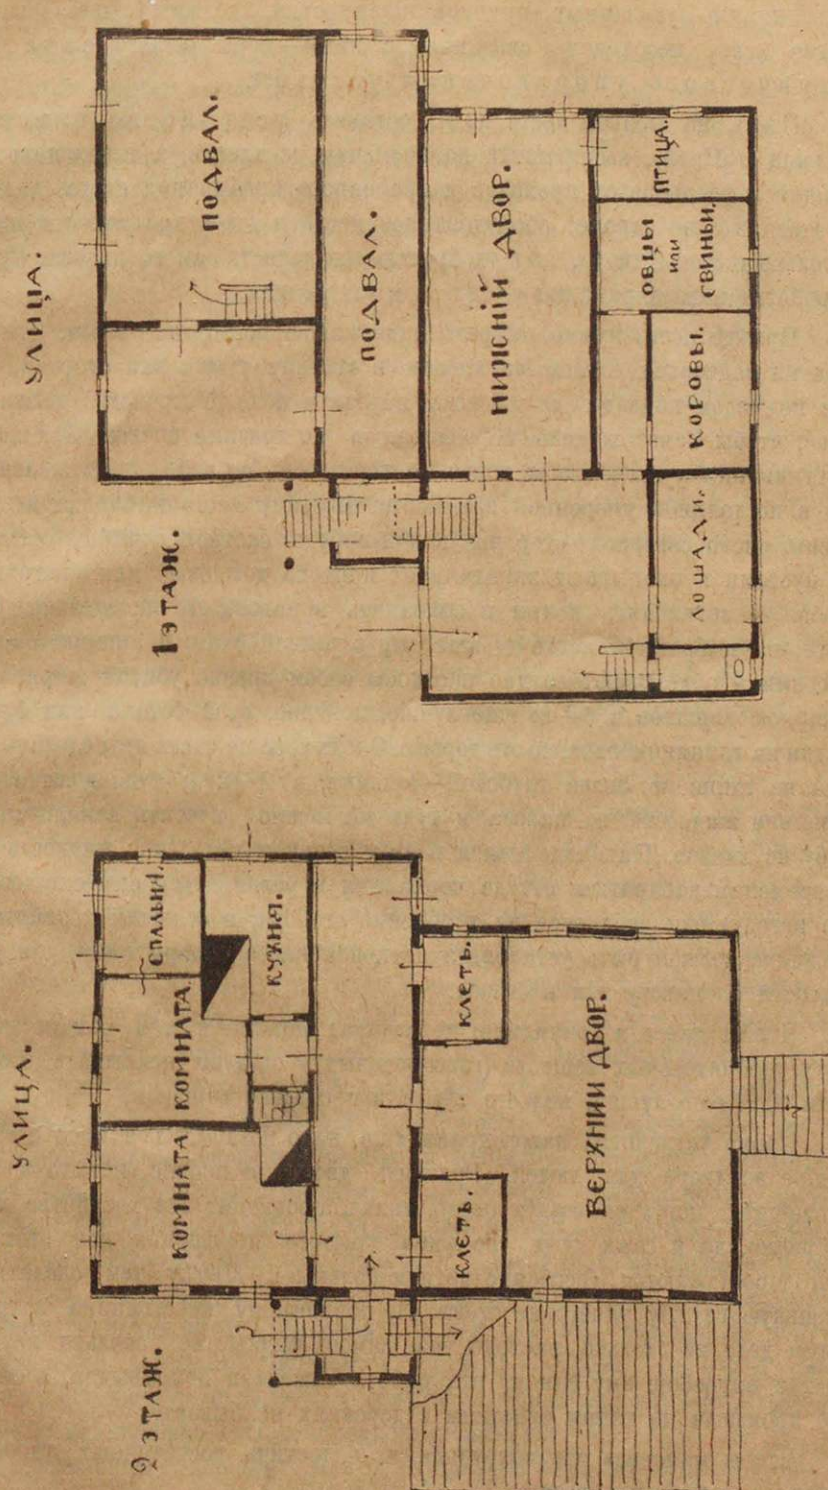 УЛИЦА.
1 ЭТАЖ.
ПОДВАЛ.
ПОДВАЛ.
НИЖНІЙ ДВОР.
ПТИЦА.
ОВЦЫ
или
СВИНЬИ.
КОРОВЫ.
ЛОШАДИ.
УЛИЦА.
2 ЭТАЖ.
КОМНАТА
КОМНАТА
СПАЛЬНЯ.
КУХНЯ.
КЛЕТЬ.
КЛЕТЬ.
ВЕРХНИЙ ДВОР.